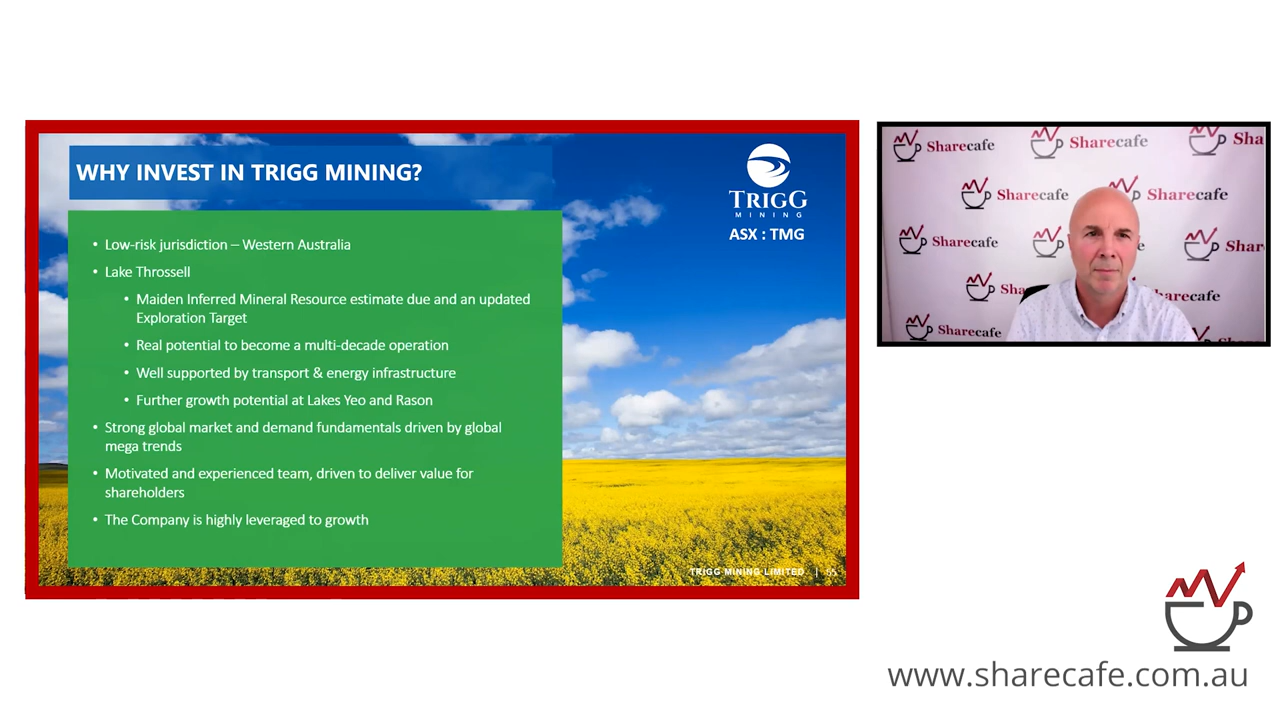 WHY INVEST IN TRIGG MINING?
TRIGG
MINING
ASX : TMG
• Low-risk jurisdiction – Western Australia
• Lake Throssell
• Maiden Inferred Mineral Resource estimate due and an updated
Exploration Target
• Real potential to become a multi-decade operation
• Well supported by transport & energy infrastructure
• Further growth potential at Lakes Yeo and Rason
• Strong global market and demand fundamentals driven by global
mega trends
• Motivated and experienced team, driven to deliver value for
shareholders
• The Company is highly leveraged to growth
TRIGG MINING LIMITED |
Sharecafe
Sharecafe
Sha
Sharecafe
Sharecafe
Sharecafe
Shar
Sha
arecafe
Sharecafe
www.sharecafe.com.au